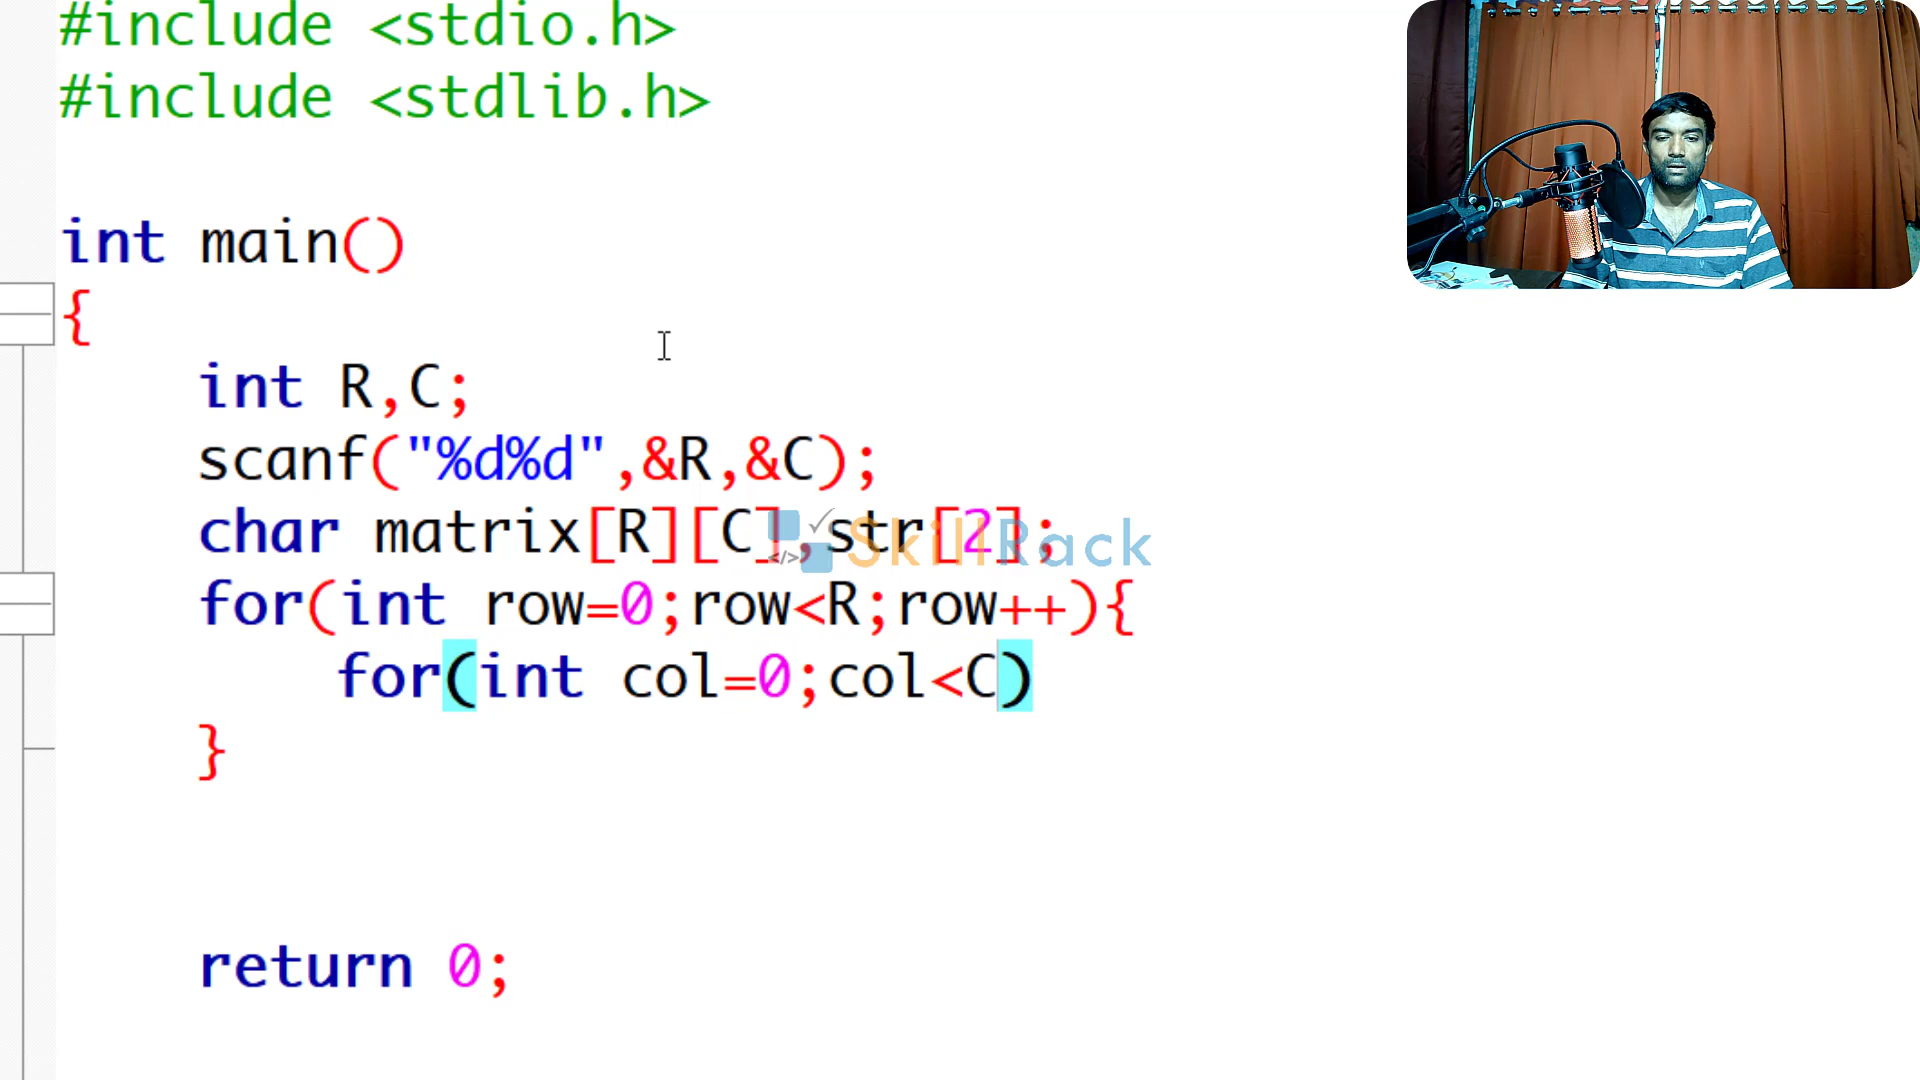 #include <stdio.h>
#include <stdlib.h>
int main()
{
int R,C;
scanf("%d%d",&R,&C);
char matrix[R][C],str[2];
SkillRack
for(int row=0;row<R;row++){
for(int col=0;col<C)
}
return 0;